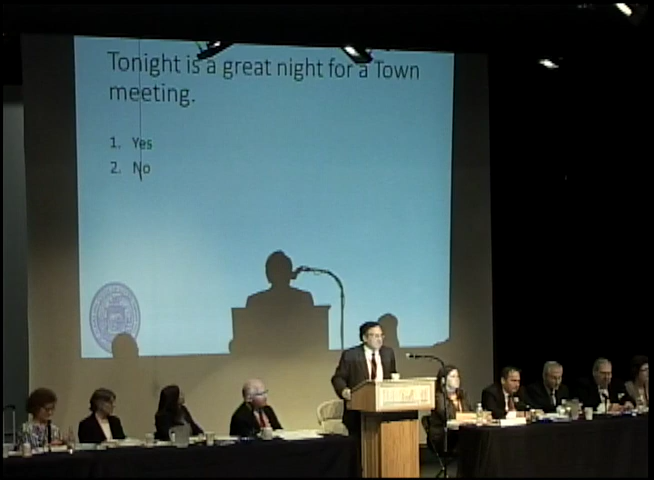 Tonight is a great night for a Town
meeting.
1. Yes
2. No